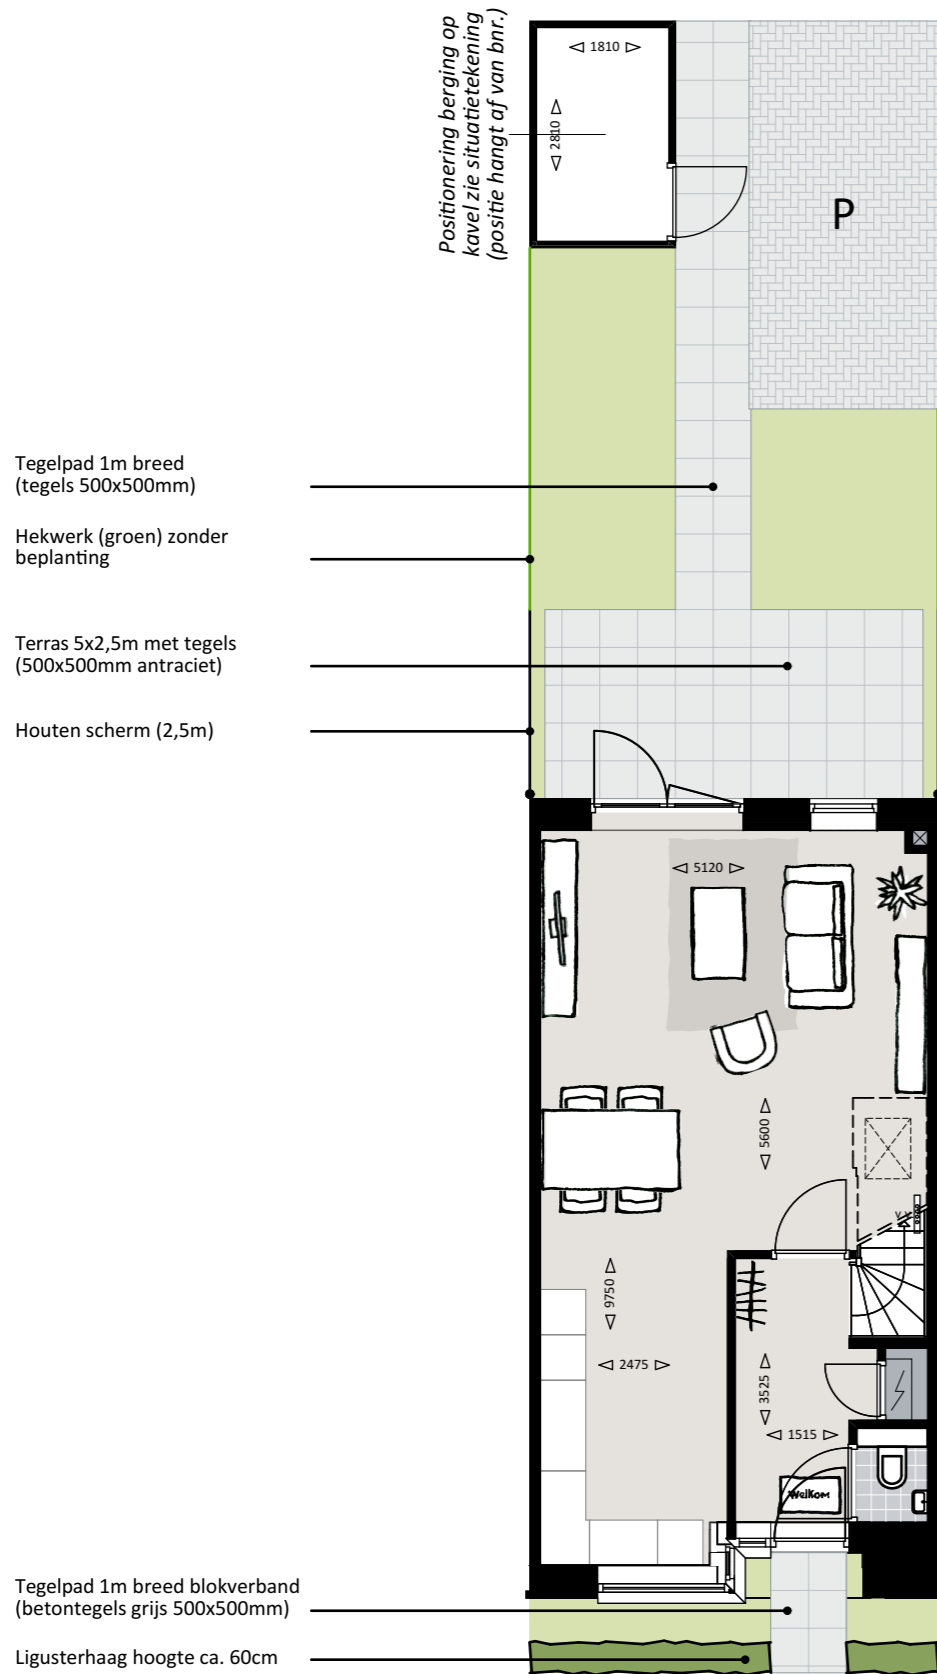 Positionering berging op
kavel zie situatietekening
(positie hangt af van bnr.)
1810
2810
P
Tegelpad 1m breed
(tegels 500x500mm)
Hekwerk (groen) zonder
beplanting
Terras 5x2,5m met tegels
(500x500mm antraciet)
Houten scherm (2,5m)
5120
5600
9750
2475
3525
1515
Welkom
Tegelpad 1m breed blokverband
(betontegels grijs 500x500mm)
Ligusterhaag hoogte ca. 60cm